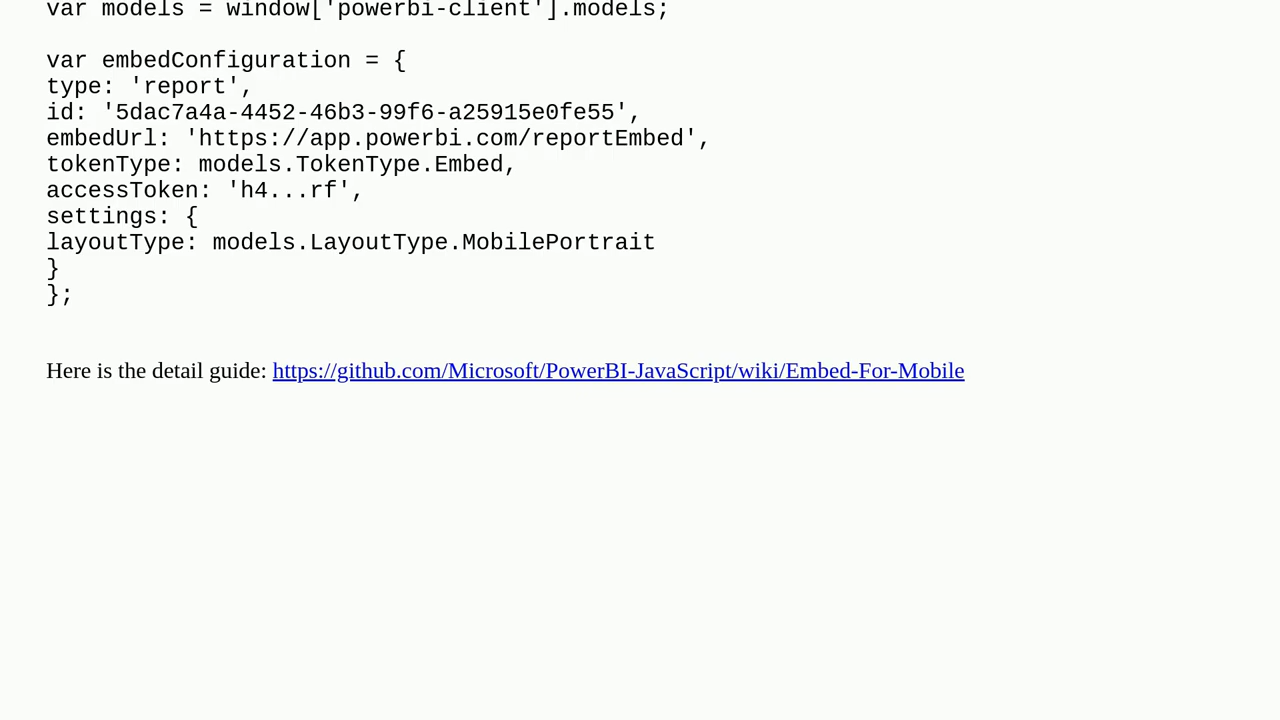 var models = window['powerbi-client'].models;
var embedConfiguration = {
type: 'report',
id: '5dac7a4a-4452-46b3-99f6-a25915e0fe55',
embedUrl: 'https://app.powerbi.com/reportEmbed',
tokenType: models.TokenType.Embed,
accessToken: 'h4...rf',
settings: {
layoutType: models.LayoutType.MobilePortrait
}
};
Here is the detail guide: https://github.com/Microsoft/PowerBI-JavaScript/wiki/Embed-For-Mobile